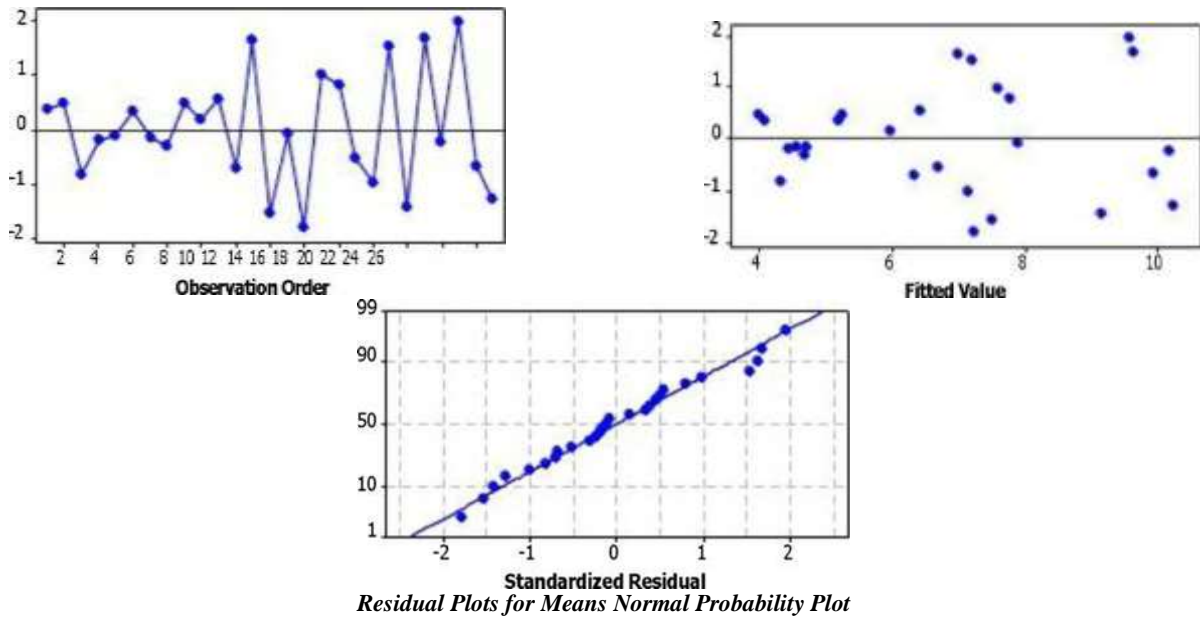 2
1
0
-1
-2
2 4 6 8 10 12 14 16 18 20 22 24 26
Observation Order
2
1
0
-1
-2
4 6 8 10
Fitted Value
99
90
50
10
1
-2 -1 0 1 2
Standardized Residual
Residual Plots for Means Normal Probability Plot